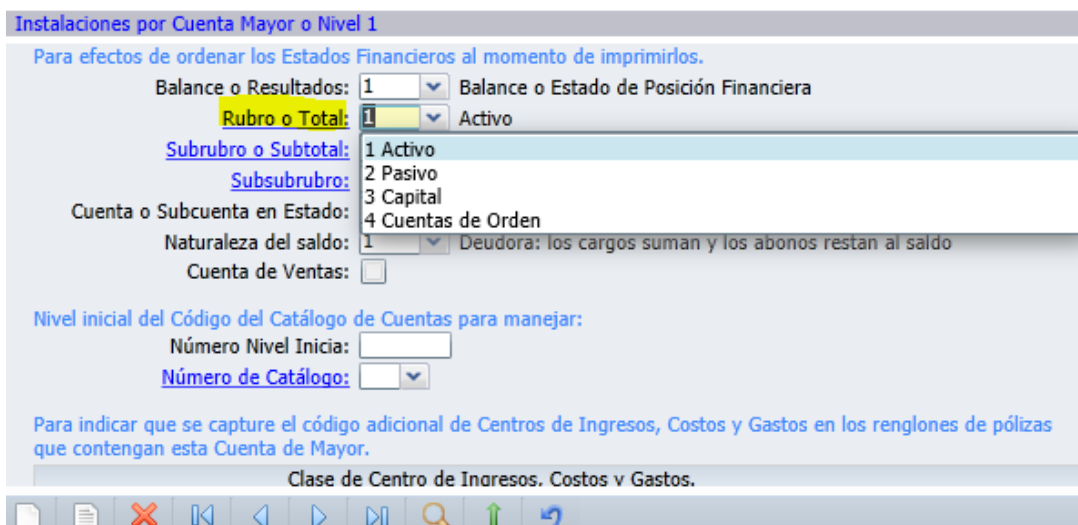 Instalaciones por Cuenta Mayor o Nivel 1
Para efectos de ordenar los Estados Financieros al momento de imprimirlos.
Balance o Resultados: 1 Balance o Estado de Posición Financiera
Rubro o Total: 1 Activo
Subrubro o Subtotal: 1 Activo
2 Pasivo
Subsubrubro:
3 Capital
Cuenta o Subcuenta en Estado: 4 Cuentas de Orden
Naturaleza del saldo: 1 Deudora: los cargos suman y los abonos restan al saldo
Cuenta de Ventas:
Nivel inicial del Código del Catálogo de Cuentas para manejar:
Número Nivel Inicia:
Número de Catálogo:
Para indicar que se capture el código adicional de Centros de Ingresos, Costos y Gastos en los renglones de pólizas
que contengan esta Cuenta de Mayor.
Clase de Centro de Ingresos, Costos y Gastos.